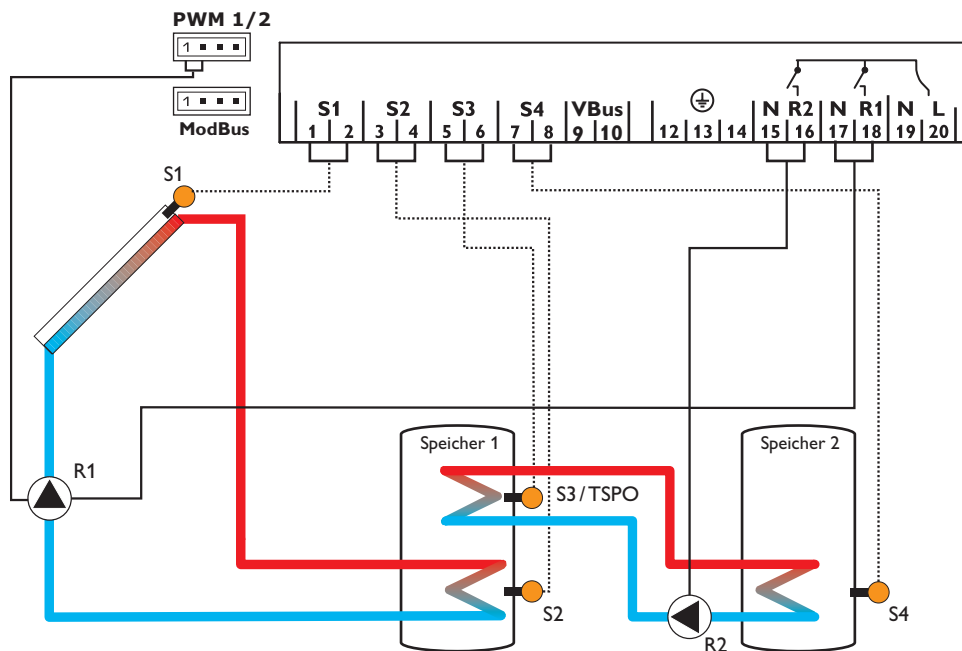 PWM 1/2
1
1
ModBus
S1 S2 S3 S4 VBus N R2 N R1 N L
1 2 3 4 5 6 7 8 9 10 12 13 14 15 16 17 18 19 20
S1
Speicher 1
Speicher 2
R1
S3/TSPO
S2
S4
R2